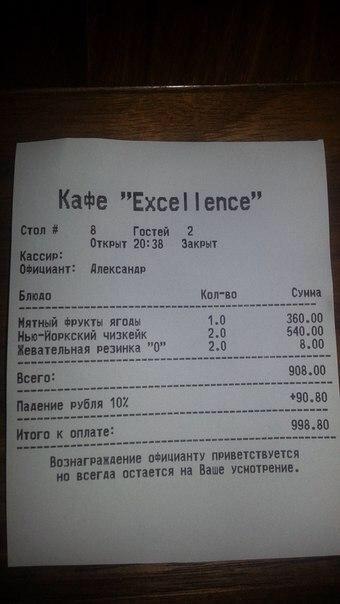 Кафе "Excellence"
Стол # 8 Гостей 2
Открыт 20:38 Закрыт
Кассир:
Официант: Александр
Блюдо Кол-во Сумма
Мятный фрукты ягоды 1.0 360.00
Нью-Йоркский чизкейк 2.0 540.00
Жевательная резинка "О" 2.0 8.00
Всего: 908.00
Падение рубля 10% +90.80
Итого к оплате: 998.80
Вознаграждение официанту приветствуется
но всегда остается на Ваше усмотрение.